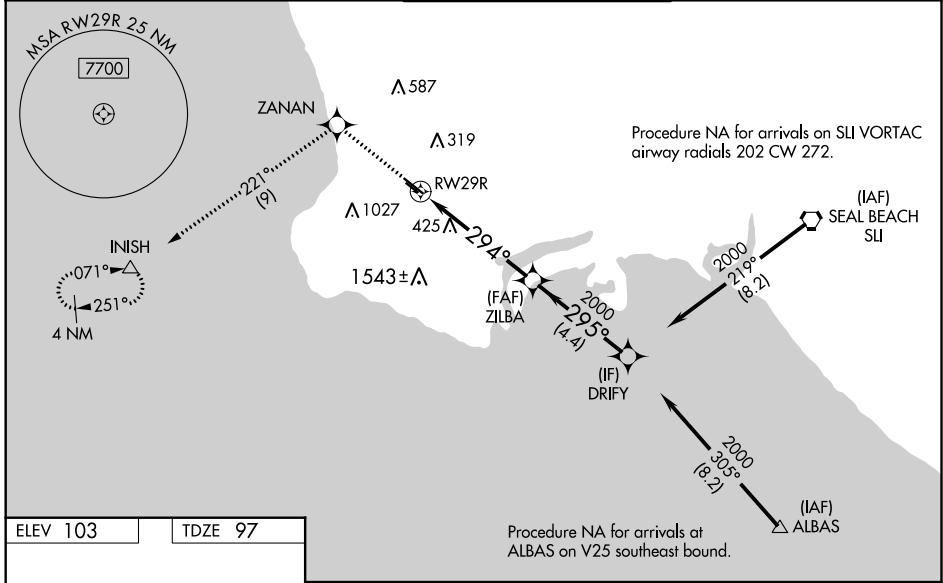 MSA RW29R 25 NM
7700
587
ZANAN
319
Procedure NA for arrivals on SLI VORTAC
airway radials 202 CW 272.
RW29R
(IAF)
SEAL BEACH
SLI
221°
(9)
1027
425
294°
2000
219°
(8.2)
INISH
071°
251°
4 NM
1543±
(FAF)
ZILBA
2000
295°
(4.4)
(IF)
DRIFY
2000
305°
(8.2)
(IAF)
ALBAS
ELEV 103
TDZE 97
Procedure NA for arrivals at
ALBAS on V25 southeast bound.